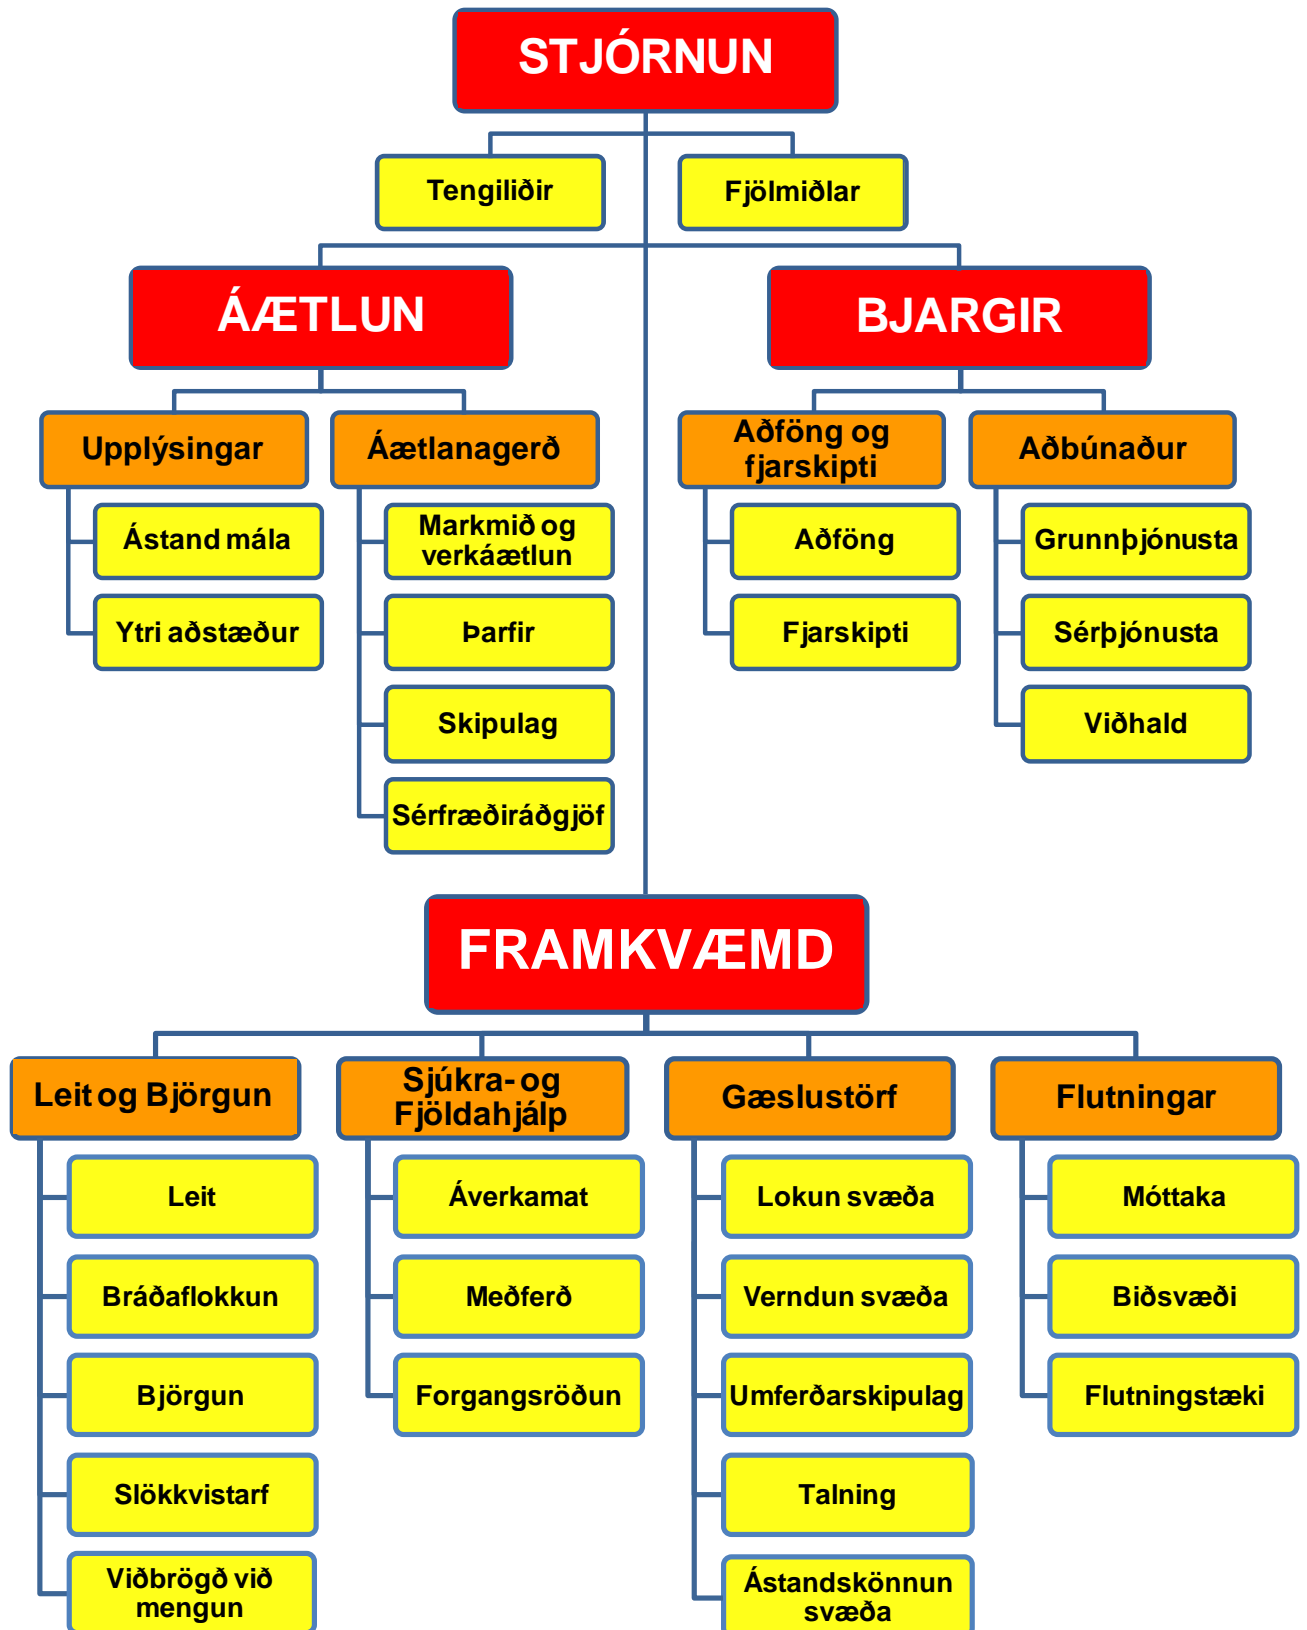 STJÓRNUN
Tengiliðir
Fjölmiðlar
ÁÆTLUN
BJARGIR
Upplýsingar
Ástand mála
Ytri aðstæður
Áætlanagerð
Markmið og
verkáætlun
Þarfir
Skipulag
Sérfræðiráðgjöf
Aðföng og
fjarskipti
Aðföng
Fjarskipti
Aðbúnaður
Grunnþjónusta
Sérþjónusta
Viðhald
FRAMKVÆMD
Leit og Björgun
Leit
Bráðaflokkun
Björgun
Slökkvistarf
Viðbrögð við
mengun
Sjúkra- og
Fjöldahjálp
Áverkamat
Meðferð
Forgangsröðun
Gæslustörf
Lokun svæða
Verndun svæða
Umferðarskipulag
Talning
Ástandskönnun
svæða
Flutningar
Móttaka
Biðsvæði
Flutningstæki